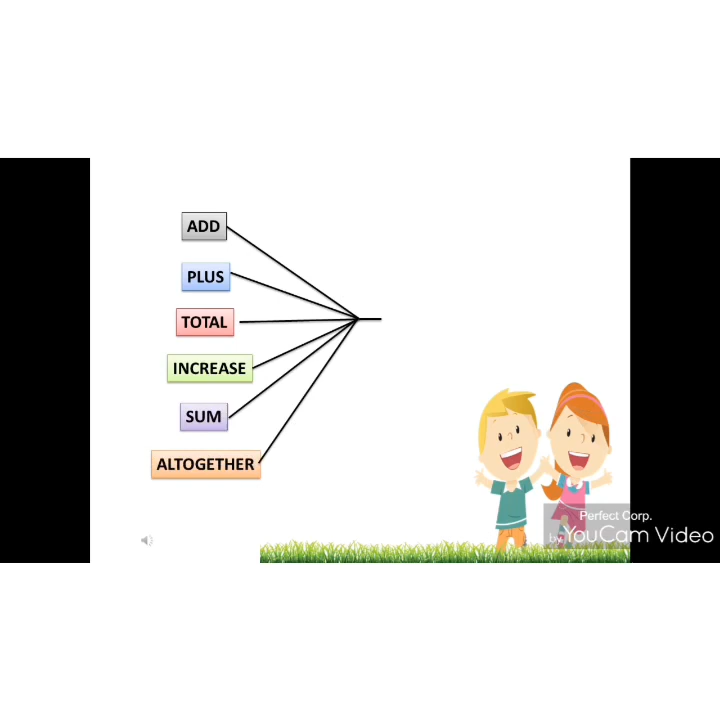 ADD
PLUS
TOTAL
INCREASE
SUM
ALTOGETHER
Perfect Corp.
by YouCam Video